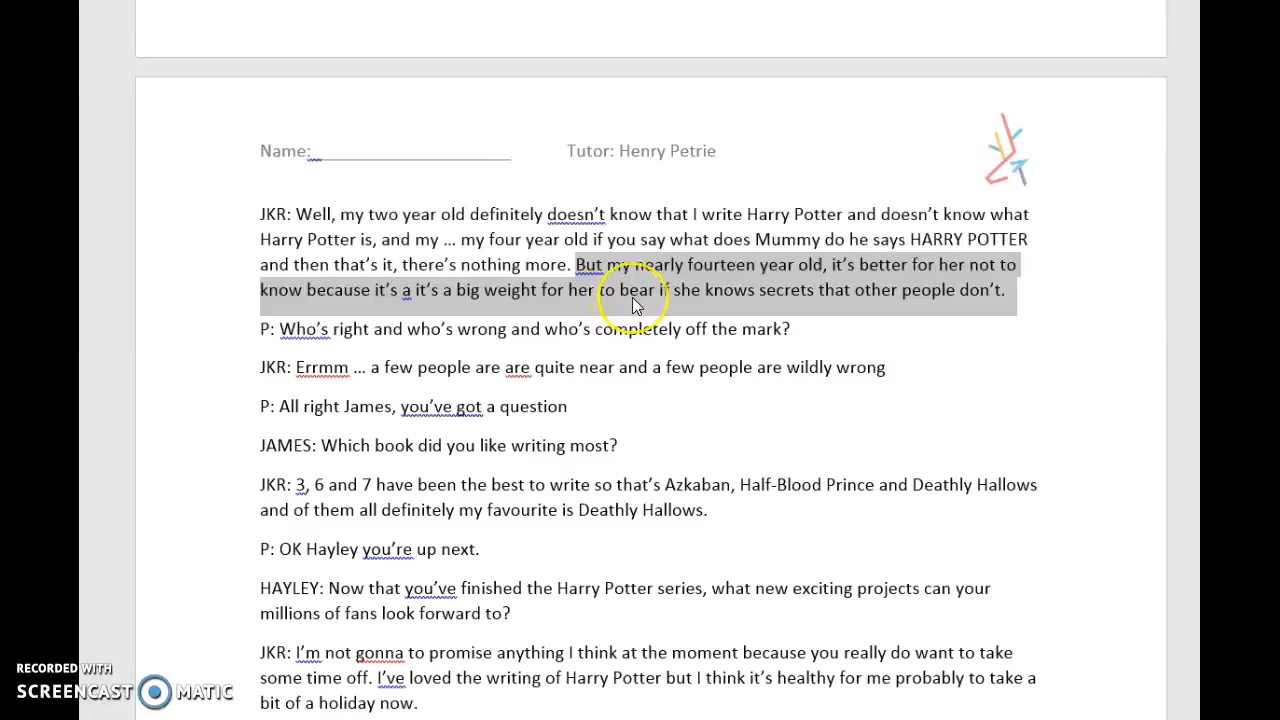 Name:____________________ Tutor: Henry Petrie
JKR: Well, my two year old definitely doesn’t know that I write Harry Potter and doesn’t know what
Harry Potter is, and my … my four year old if you say what does Mummy do he says HARRY POTTER
and then that’s it, there’s nothing more. But my nearly fourteen year old, it’s better for her not to
know because it’s a it’s a big weight for her to bear if she knows secrets that other people don’t.
P: Who’s right and who’s wrong and who’s completely off the mark?
JKR: Errmm … a few people are are quite near and a few people are wildly wrong
P: All right James, you’ve got a question
JAMES: Which book did you like writing most?
JKR: 3, 6 and 7 have been the best to write so that’s Azkaban, Half-Blood Prince and Deathly Hallows
and of them all definitely my favourite is Deathly Hallows.
P: OK Hayley you’re up next.
HAYLEY: Now that you’ve finished the Harry Potter series, what new exciting projects can your
millions of fans look forward to?
JKR: I’m not gonna to promise anything I think at the moment because you really do want to take
some time off. I’ve loved the writing of Harry Potter but I think it’s healthy for me probably to take a
bit of a holiday now.
RECORDED WITH
SCREENCAST MATIC